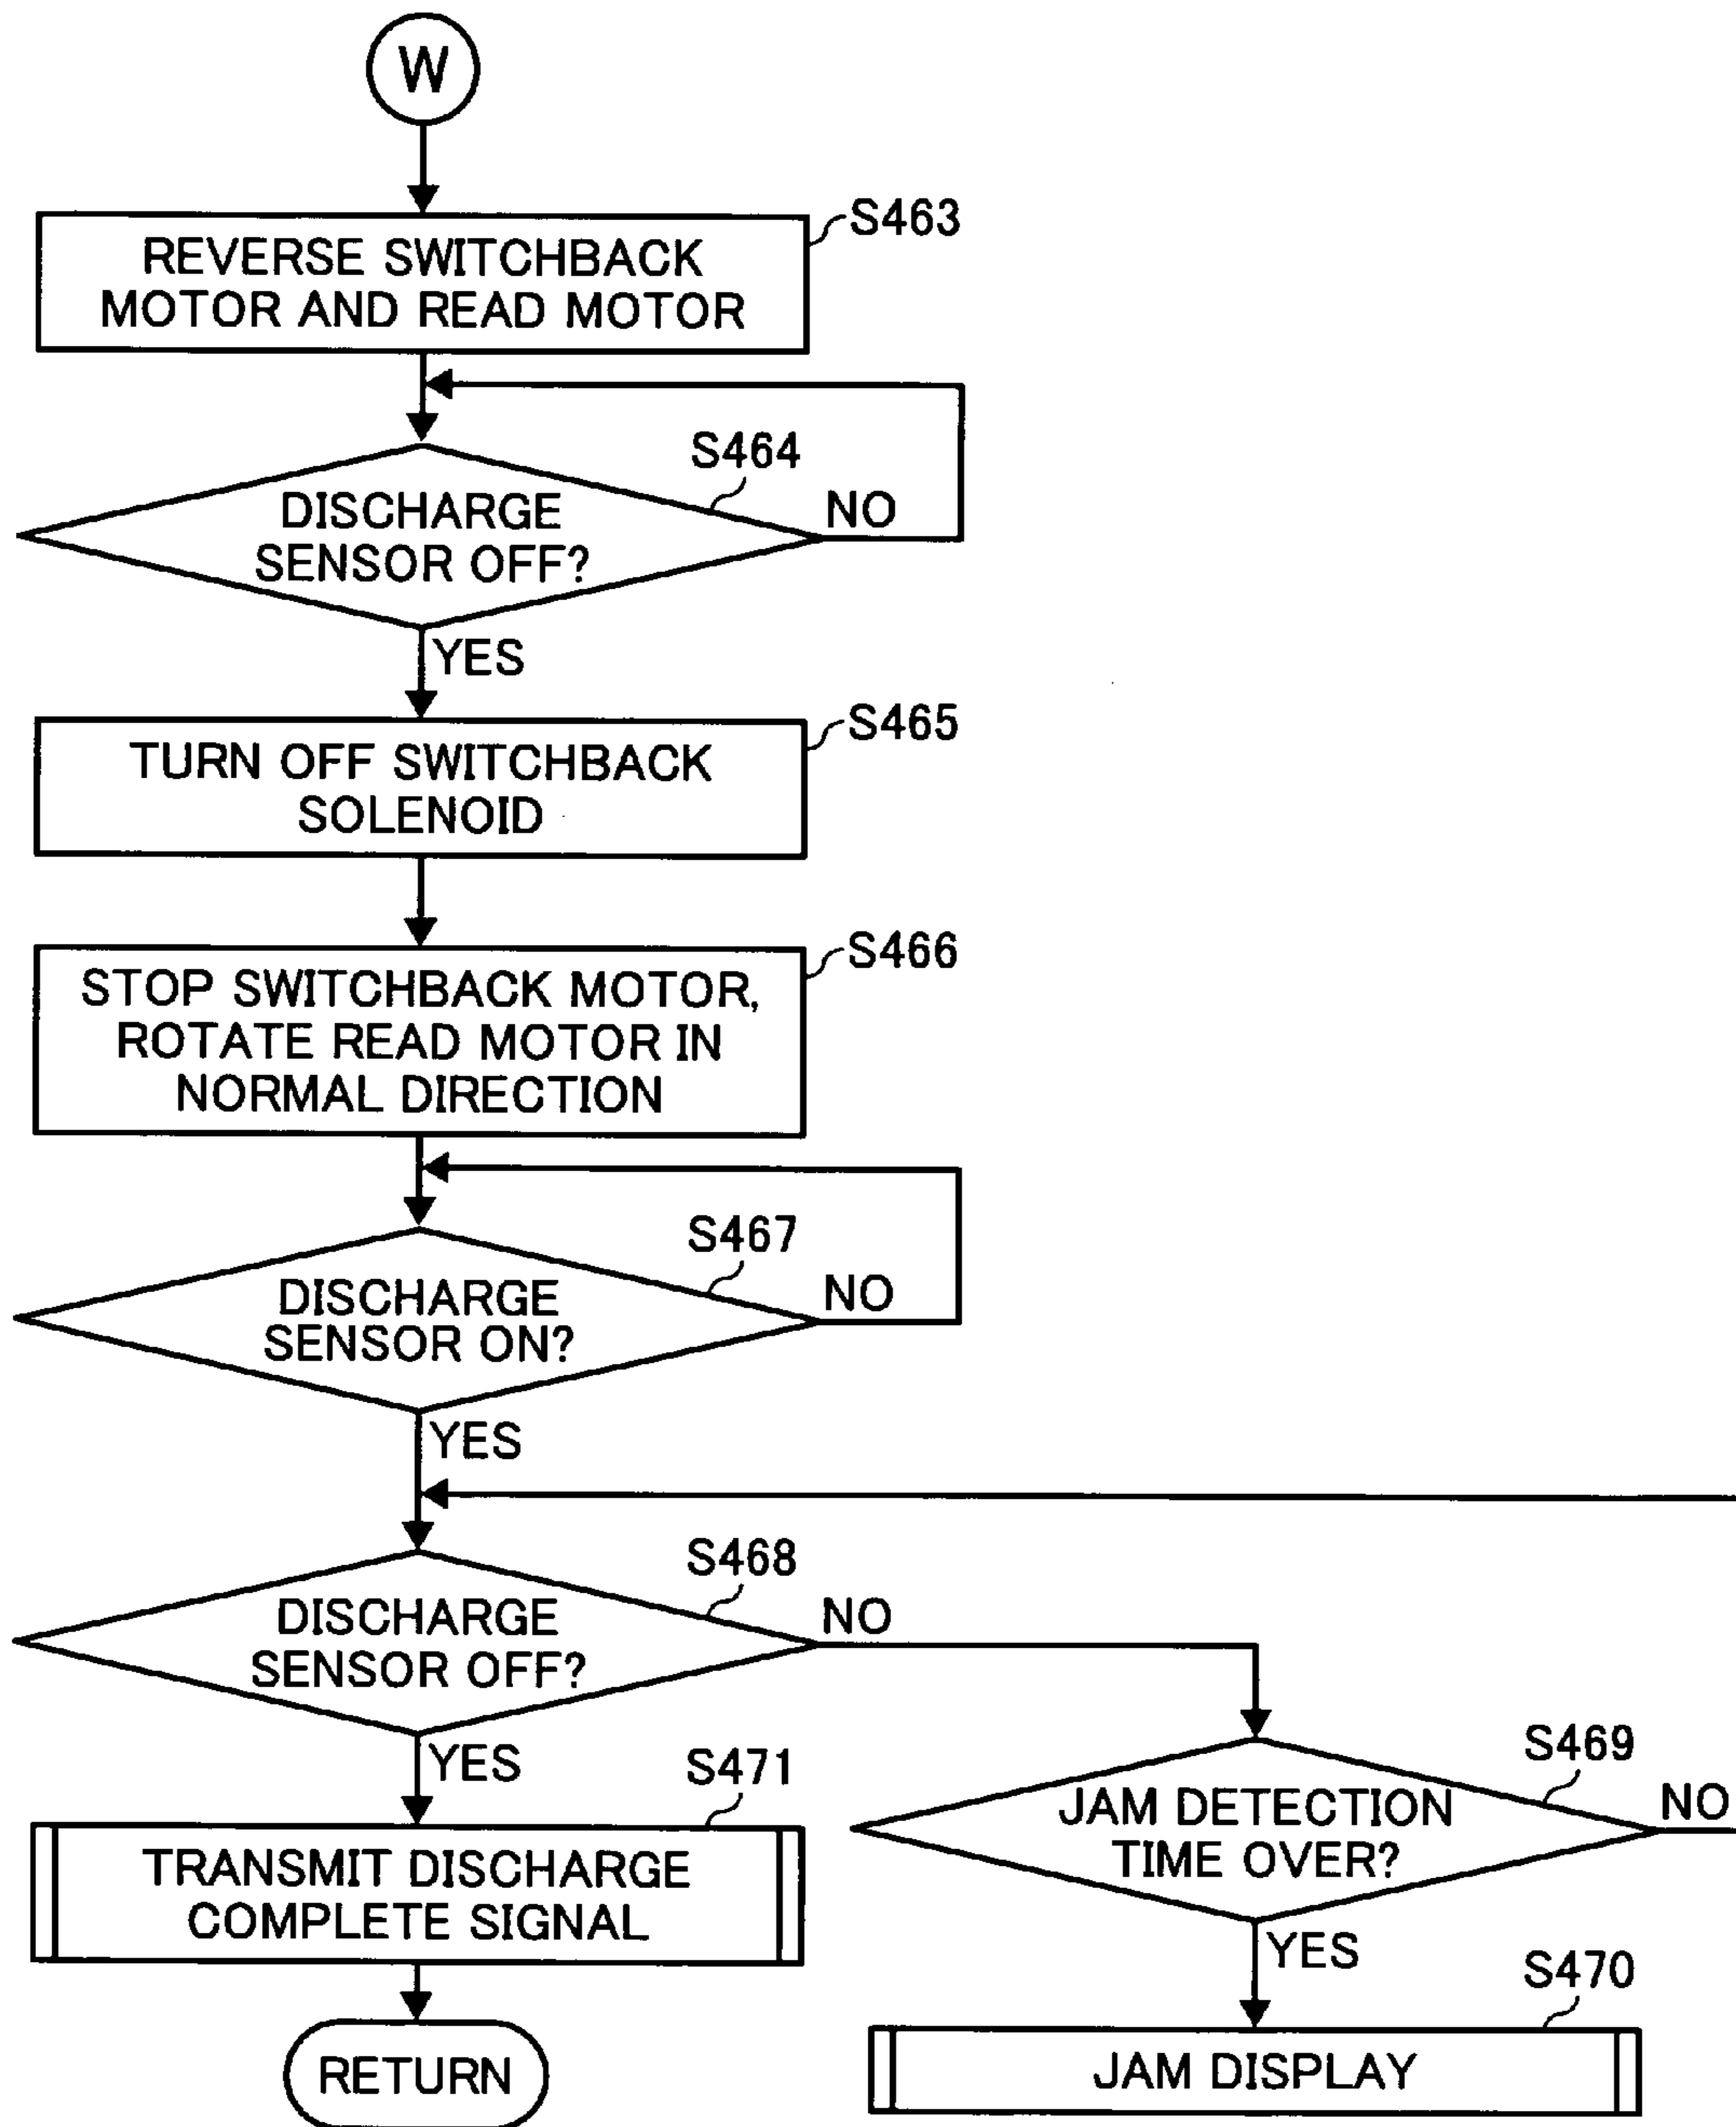 W
S463
REVERSE SWITCHBACK
MOTOR AND READ MOTOR
S464
DISCHARGE
SENSOR OFF?
NO
YES
S465
TURN OFF SWITCHBACK
SOLENOID
S466
STOP SWITCHBACK MOTOR,
ROTATE READ MOTOR IN
NORMAL DIRECTION
S467
DISCHARGE
SENSOR ON?
NO
YES
S468
DISCHARGE
SENSOR OFF?
NO
YES
S469
JAM DETECTION
TIME OVER?
NO
YES
S471
TRANSMIT DISCHARGE
COMPLETE SIGNAL
S470
JAM DISPLAY
RETURN